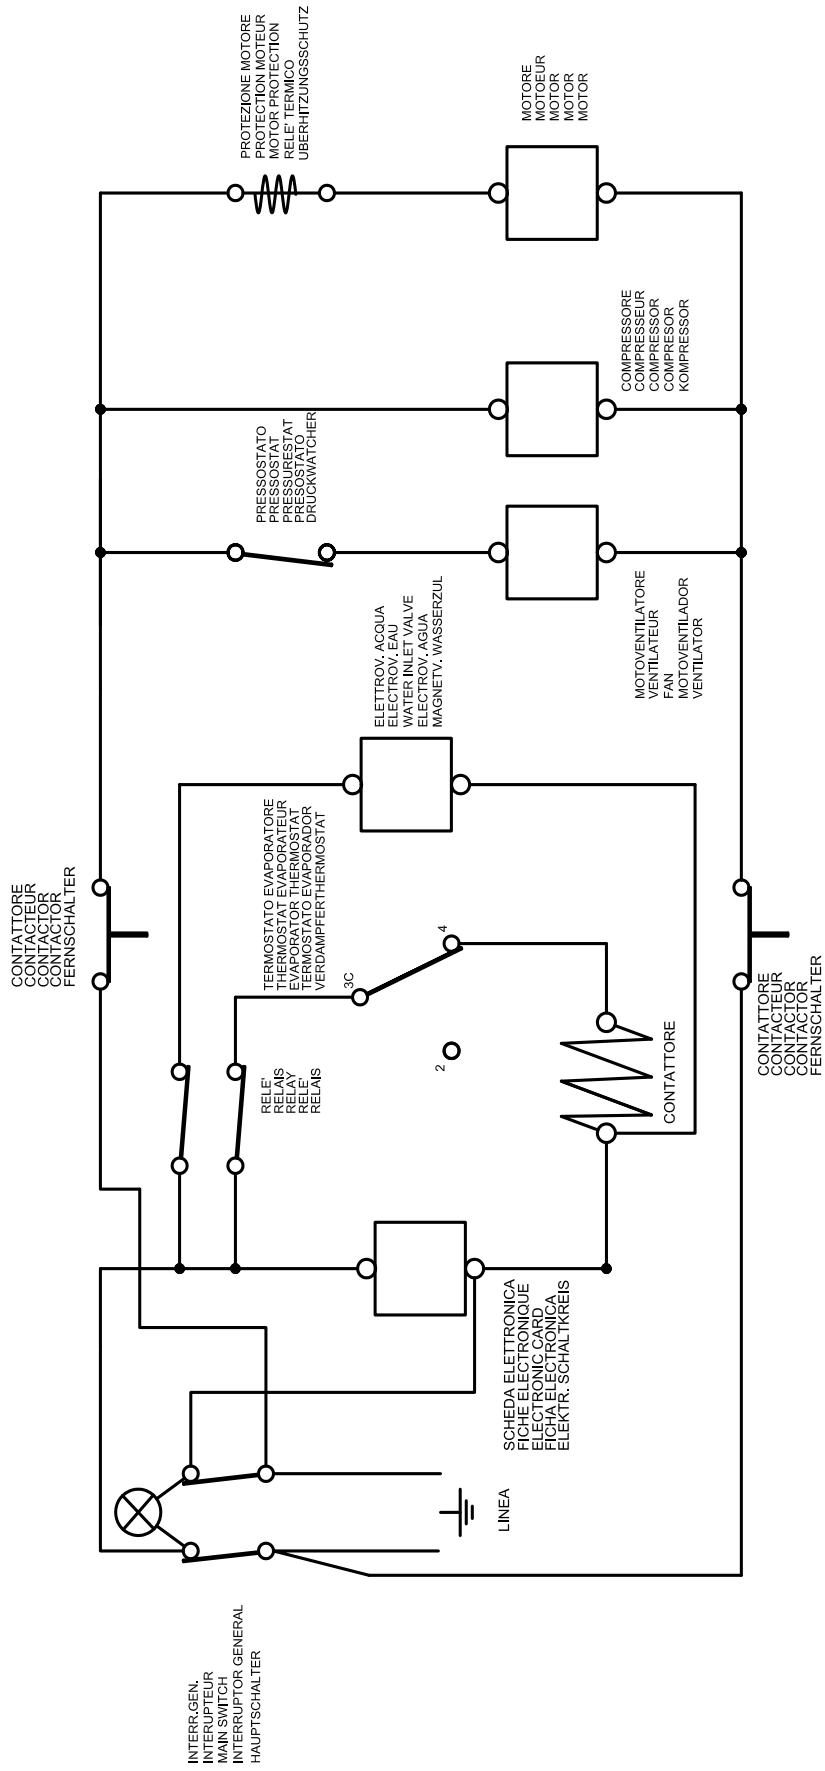 INTERR.GEN.
INTERUPTEUR
MAIN SWITCH
INTERRUPTOR GENERAL
HAUPTSCHALTER
LINEA
SCHEDA ELETTRONICA
FICHE ELECTRONIQUE
ELECTRONIC CARD
FICHA ELECTRONICA
ELEKTR. SCHALTKREIS
RELE'
RELAIS
RELAY
RELE'
RELAIS
CONTATTORE
2
3C
4
CONTATTORE
CONTACTEUR
CONTACTOR
CONTACTOR
FERNSCHALTER
TERMOSTATO EVAPORATORE
THERMOSTAT EVAPORATEUR
EVAPORATOR THERMOSTAT
TERMOSTATO EVAPORADOR
VERDAMPFERTHERMOSTAT
CONTATTORE
CONTACTEUR
CONTACTOR
CONTACTOR
FERNSCHALTER
ELETTROV. ACQUA
ELECTROV. EAU
WATER INLET VALVE
ELECTROV. AGUA
MAGNETV. WASSERZUL
PRESSOSTATO
PRESSOSTAT
PRESSURESTAT
PRESOSTATO
DRUCKWATCHER
MOTOVENTILATORE
VENTILATEUR
FAN
MOTOVENTILADOR
VENTILATOR
COMPRESSORE
COMPRESSEUR
COMPRESSOR
COMPRESOR
KOMPRESSOR
PROTEZIONE MOTORE
PROTECTION MOTEUR
MOTOR PROTECTION
RELE' TERMICO
UBERHITZUNGSSCHUTZ
MOTORE
MOTOEUR
MOTOR
MOTOR
MOTOR